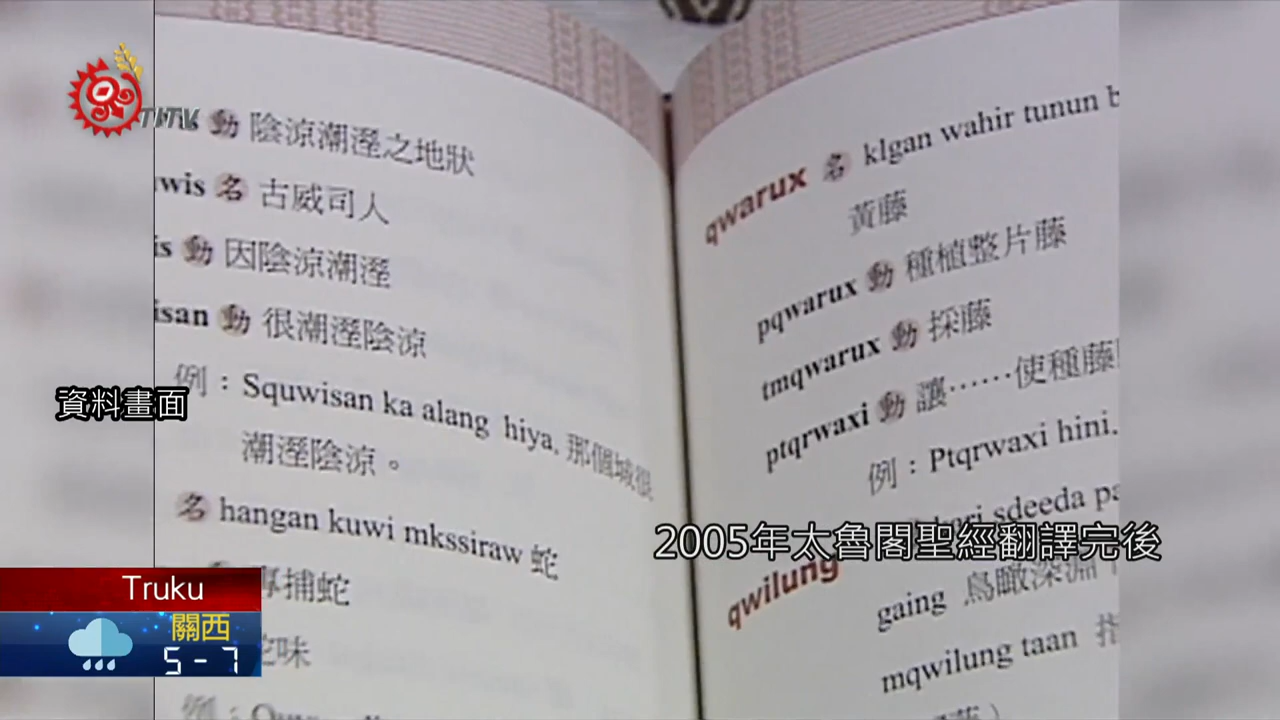 TITV
動 陰涼潮溼之地狀
名 古威司人
動 因陰涼潮溼
動 很潮溼陰涼
例：Squwisan ka alang hiya. 那個城很
潮溼陰涼。
名 hangan kuwi mkssiraw 蛇
專捕蛇
味
qwarux 名 klgan wahir tunun
黃藤
pqwarux 動 種植整片藤
tmqwarux 動 採藤
ptqrwaxi 動 讓……使種藤
例：Ptqrwaxi hini.
kari sdeeda
qwilung
gaing 鳥瞰深淵
mqwilung taan 指
資料畫面
2005年太魯閣聖經翻譯完後
Truku
關西
5-7